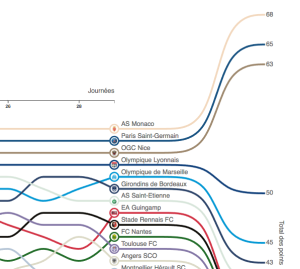 68
65
63
Journées
AS Monaco
Paris Saint-Germain
OGC Nice
Olympique Lyonnais
Olympique de Marseille
Girondins de Bordeaux
AS Saint-Etienne
50
EA Guingamp
Stade Rennais FC
FC Nantes
Toulouse FC
Angers SCO
Montpellier Hérault SC
45
43
Total des points